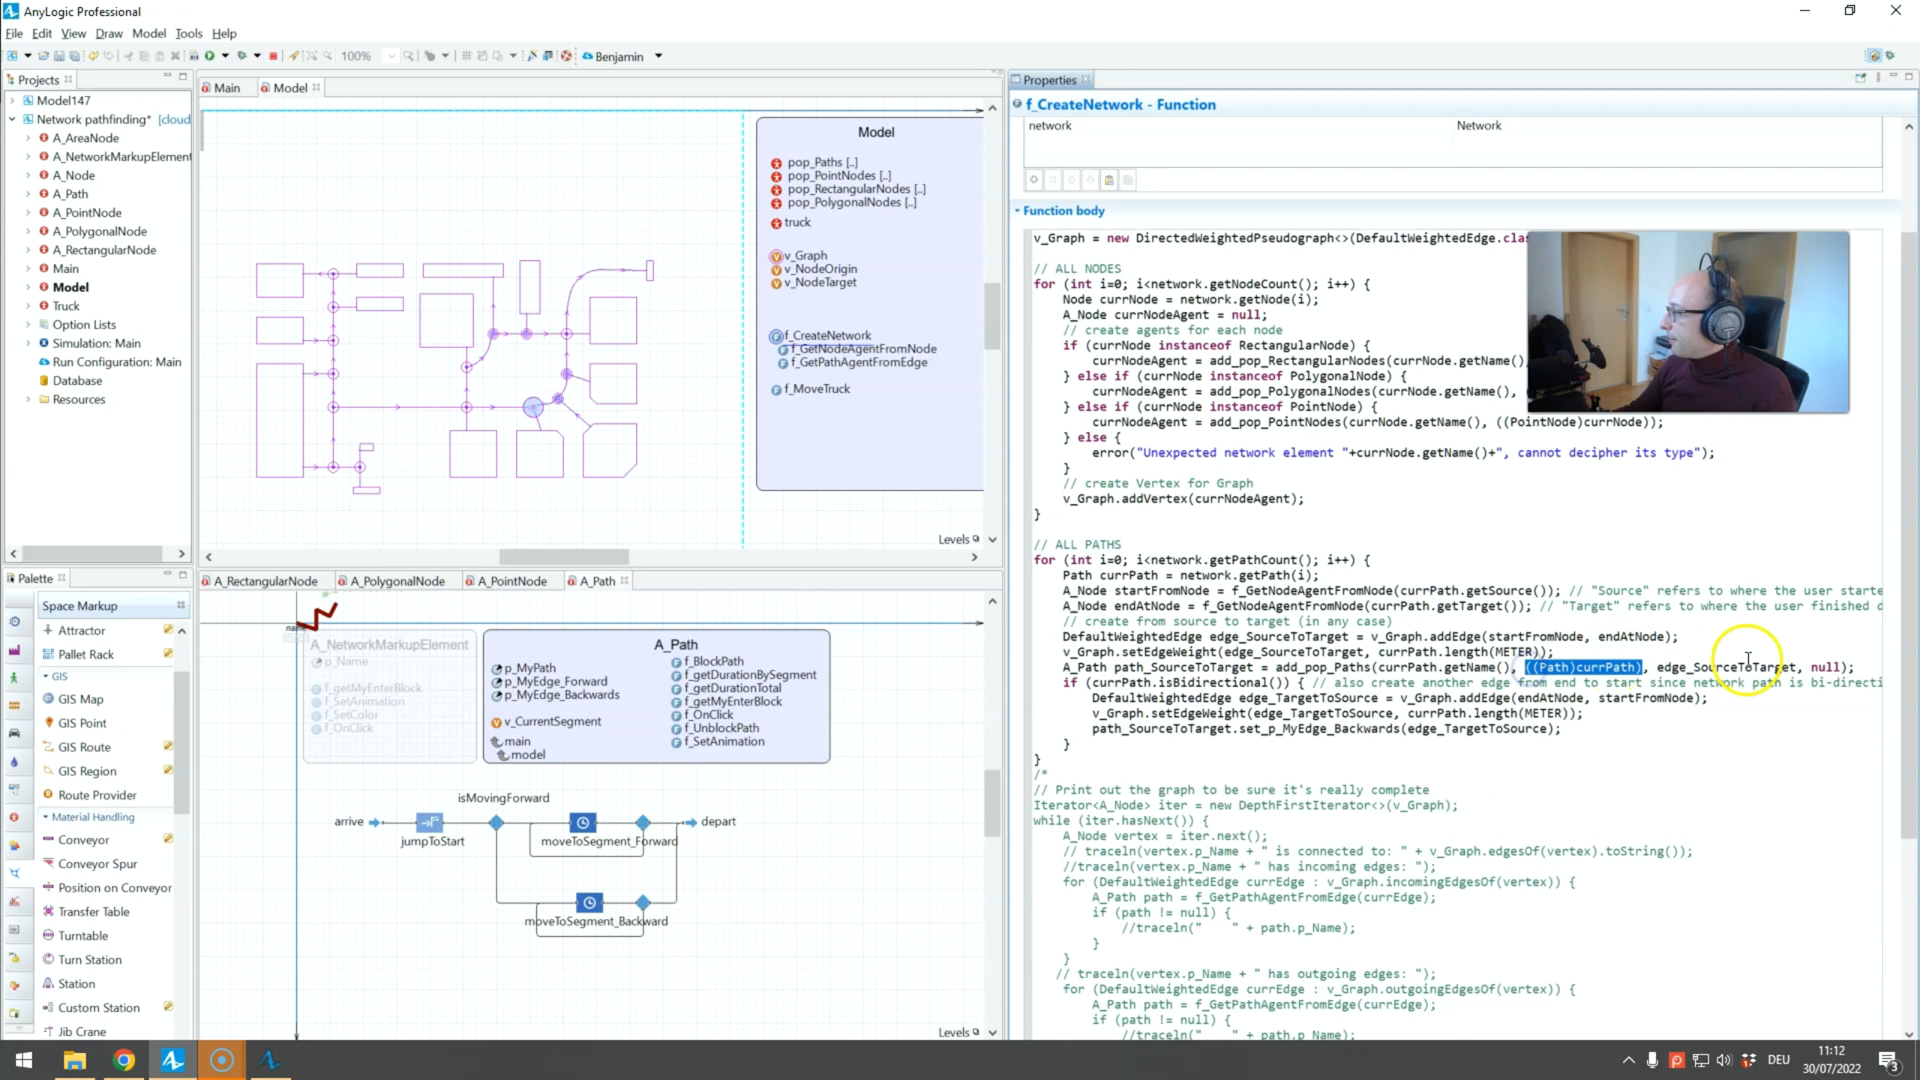 AnyLogic Professional
File Edit View Draw Model Tools Help
100%
Benjamin
Projects
Model147
Network pathfinding* [cloud
A_AreaNode
A_NetworkMarkupElement
A_Node
A_Path
A_PointNode
A_PolygonalNode
A_RectangularNode
Main
Model
Truck
Option Lists
Simulation: Main
Run Configuration: Main
Database
Resources
Main
Model
Model
pop_Paths [..]
pop_PointNodes [..]
pop_RectangularNodes [..]
pop_PolygonalNodes [..]
truck
v_Graph
v_NodeOrigin
v_NodeTarget
f_CreateNetwork
f_GetNodeAgentFromNode
f_GetPathAgentFromEdge
f_MoveTruck
Levels
Palette
Space Markup
Attractor
Pallet Rack
GIS
GIS Map
GIS Point
GIS Route
GIS Region
Route Provider
Material Handling
Conveyor
Conveyor Spur
Position on Conveyor
Transfer Table
Turntable
Turn Station
Station
Custom Station
Jib Crane
A_RectangularNode
A_PolygonalNode
A_PointNode
A_Path
name
A_NetworkMarkupElement
p_Name
f_getMyEnterBlock
f_SetAnimation
f_SetColor
f_OnClick
A_Path
p_MyPath
p_MyEdge_Forward
p_MyEdge_Backwards
v_CurrentSegment
main
model
f_BlockPath
f_getDurationBySegment
f_getDurationTotal
f_getMyEnterBlock
f_OnClick
f_UnblockPath
f_SetAnimation
isMovingForward
arrive
depart
jumpToStart
moveToSegment_Forward
moveToSegment_Backward
Levels
Properties
f_CreateNetwork - Function
network Network
Function body
v_Graph = new DirectedWeightedPseudograph<>(DefaultWeightedEdge.clas
// ALL NODES
for (int i=0; i<network.getNodeCount(); i++) {
Node currNode = network.getNode(i);
A_Node currNodeAgent = null;
// create agents for each node
if (currNode instanceof RectangularNode) {
currNodeAgent = add_pop_RectangularNodes(currNode.getName(),
} else if (currNode instanceof PolygonalNode) {
currNodeAgent = add_pop_PolygonalNodes(currNode.getName(),
} else if (currNode instanceof PointNode) {
currNodeAgent = add_pop_PointNodes(currNode.getName(), ((PointNode)currNode));
} else {
error("Unexpected network element "+currNode.getName()+", cannot decipher its type");
}
// create Vertex for Graph
v_Graph.addVertex(currNodeAgent);
}
// ALL PATHS
for (int i=0; i<network.getPathCount(); i++) {
Path currPath = network.getPath(i);
A_Node startFromNode = f_GetNodeAgentFromNode(currPath.getSource()); // "Source" refers to where the user starte
A_Node endAtNode = f_GetNodeAgentFromNode(currPath.getTarget()); // "Target" refers to where the user finished d
// create from source to target (in any case)
DefaultWeightedEdge edge_SourceToTarget = v_Graph.addEdge(startFromNode, endAtNode);
v_Graph.setEdgeWeight(edge_SourceToTarget, currPath.length(METER));
A_Path path_SourceToTarget = add_pop_Paths(currPath.getName(), ((Path)currPath), edge_SourceToTarget, null);
if (currPath.isBidirectional()) { // also create another edge from end to start since network path is bi-directi
DefaultWeightedEdge edge_TargetToSource = v_Graph.addEdge(endAtNode, startFromNode);
v_Graph.setEdgeWeight(edge_TargetToSource, currPath.length(METER));
path_SourceToTarget.set_p_MyEdge_Backwards(edge_TargetToSource);
}
}
/*
// Print out the graph to be sure it's really complete
Iterator<A_Node> iter = new DepthFirstIterator<>(v_Graph);
while (iter.hasNext()) {
A_Node vertex = iter.next();
// traceln(vertex.p_Name + " is connected to: " + v_Graph.edgesOf(vertex).toString());
//traceln(vertex.p_Name + " has incoming edges: ");
for (DefaultWeightedEdge currEdge : v_Graph.incomingEdgesOf(vertex)) {
A_Path path = f_GetPathAgentFromEdge(currEdge);
if (path != null) {
//traceln("    " + path.p_Name);
}
}
// traceln(vertex.p_Name + " has outgoing edges: ");
for (DefaultWeightedEdge currEdge : v_Graph.outgoingEdgesOf(vertex)) {
A_Path path = f_GetPathAgentFromEdge(currEdge);
if (path != null) {
//traceln("    " + path.p_Name);
DEU
11:12
30/07/2022
3